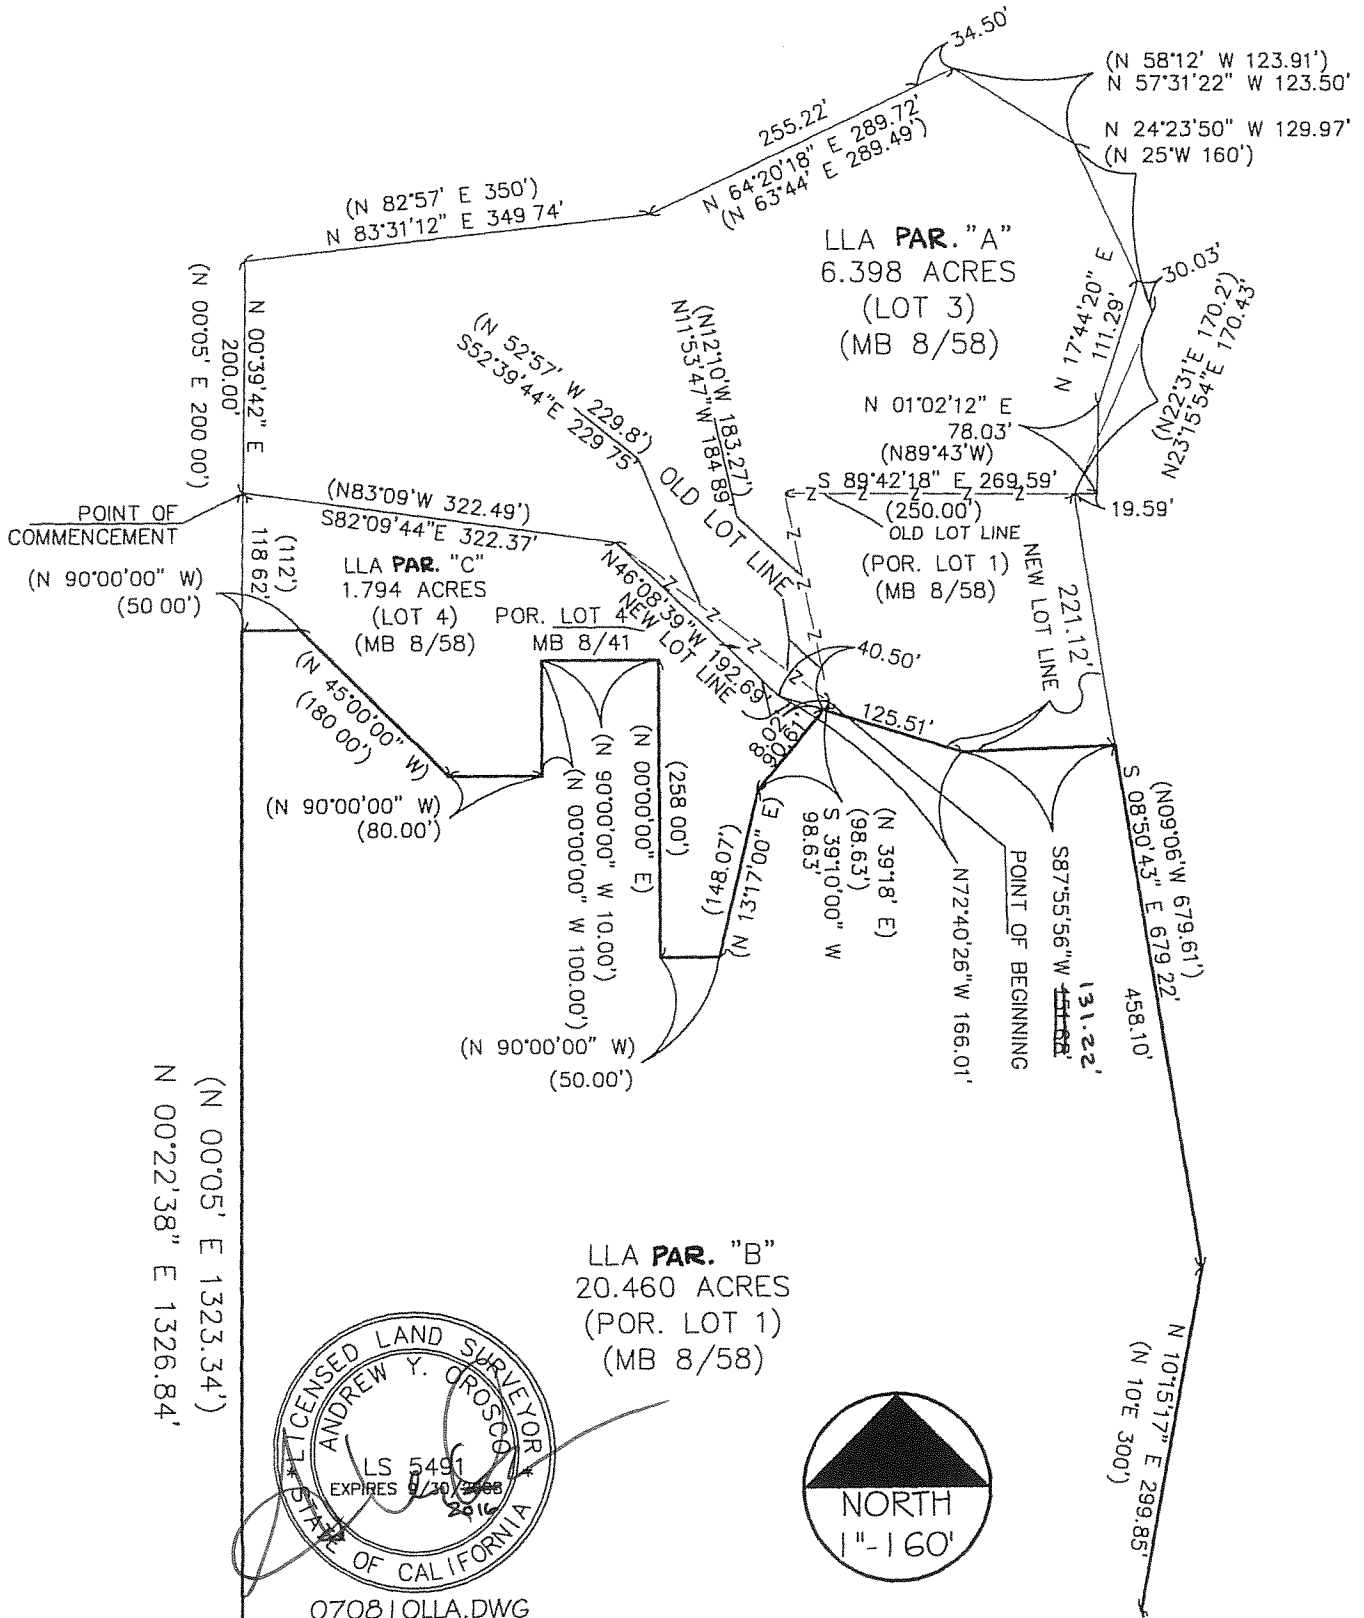 34.50'
(N 58°12' W 123.91')
N 57°31'22" W 123.50'
N 24°23'50" W 129.97'
(N 25°W 160')
255.22'
N 64°20'18" E 289.72'
(N 63°44' E 289.49')
(N 82°57' E 350')
N 83°31'12" E 349 74'
LLA PAR. "A"
6.398 ACRES
(LOT 3)
(MB 8/58)
30.03'
N 17°44'20" E
111.29'
(N22°31'E 170.2')
N23°15'54"E 170.43'
N 00°39'42" E
200.00'
(N 00°05' E 200 00')
(N 52°57' W 229.8')
S52°39'44"E 229 75'
OLD LOT LINE
(N12°10'W 183.27')
N11°53'47"W 184 89'
N 01°02'12" E
78.03'
(N89°43'W)
S 89°42'18" E 269.59'
(250.00')
OLD LOT LINE
19.59'
(POR. LOT 1)
(MB 8/58)
POINT OF
COMMENCEMENT
(N83°09'W 322.49')
S82°09'44"E 322.37'
(112')
118 62'
(N 90°00'00" W)
(50 00')
LLA PAR. "C"
1.794 ACRES
(LOT 4)
(MB 8/58)
POR. LOT 4
MB 8/41
N46°08'39"W 192.69'
NEW LOT LINE
NEW LOT LINE
221.12'
40.50'
125.51'
8.02'
90.61'
(N 45°00'00" W)
(180 00')
(N 90°00'00" W)
(80.00')
(N 00°00'00" W 100.00')
(N 90°00'00" W 10.00')
(N 00°00'00" E)
(258 00')
(148.07')
(N 13°17'00" E)
(N 39°18' E)
(98.63')
S 39°10'00" W
98.63'
N72°40'26"W 166.01'
POINT OF BEGINNING
S87°55'56"W
131.22'
(N09°06'W 679.61')
S 08°50'43" E 679 22'
458.10'
(N 90°00'00" W)
(50.00')
(N 00°05' E 1323.34')
N 00°22'38" E 1326.84'
LLA PAR. "B"
20.460 ACRES
(POR. LOT 1)
(MB 8/58)
N 10°15'17" E 299.85'
(N 10°E 300')
LICENSED LAND SURVEYOR
ANDREW Y. OROSCO
LS 5491
EXPIRES 9/30/2008
2016
STATE OF CALIFORNIA
NORTH
1"-160'
070810LLA.DWG